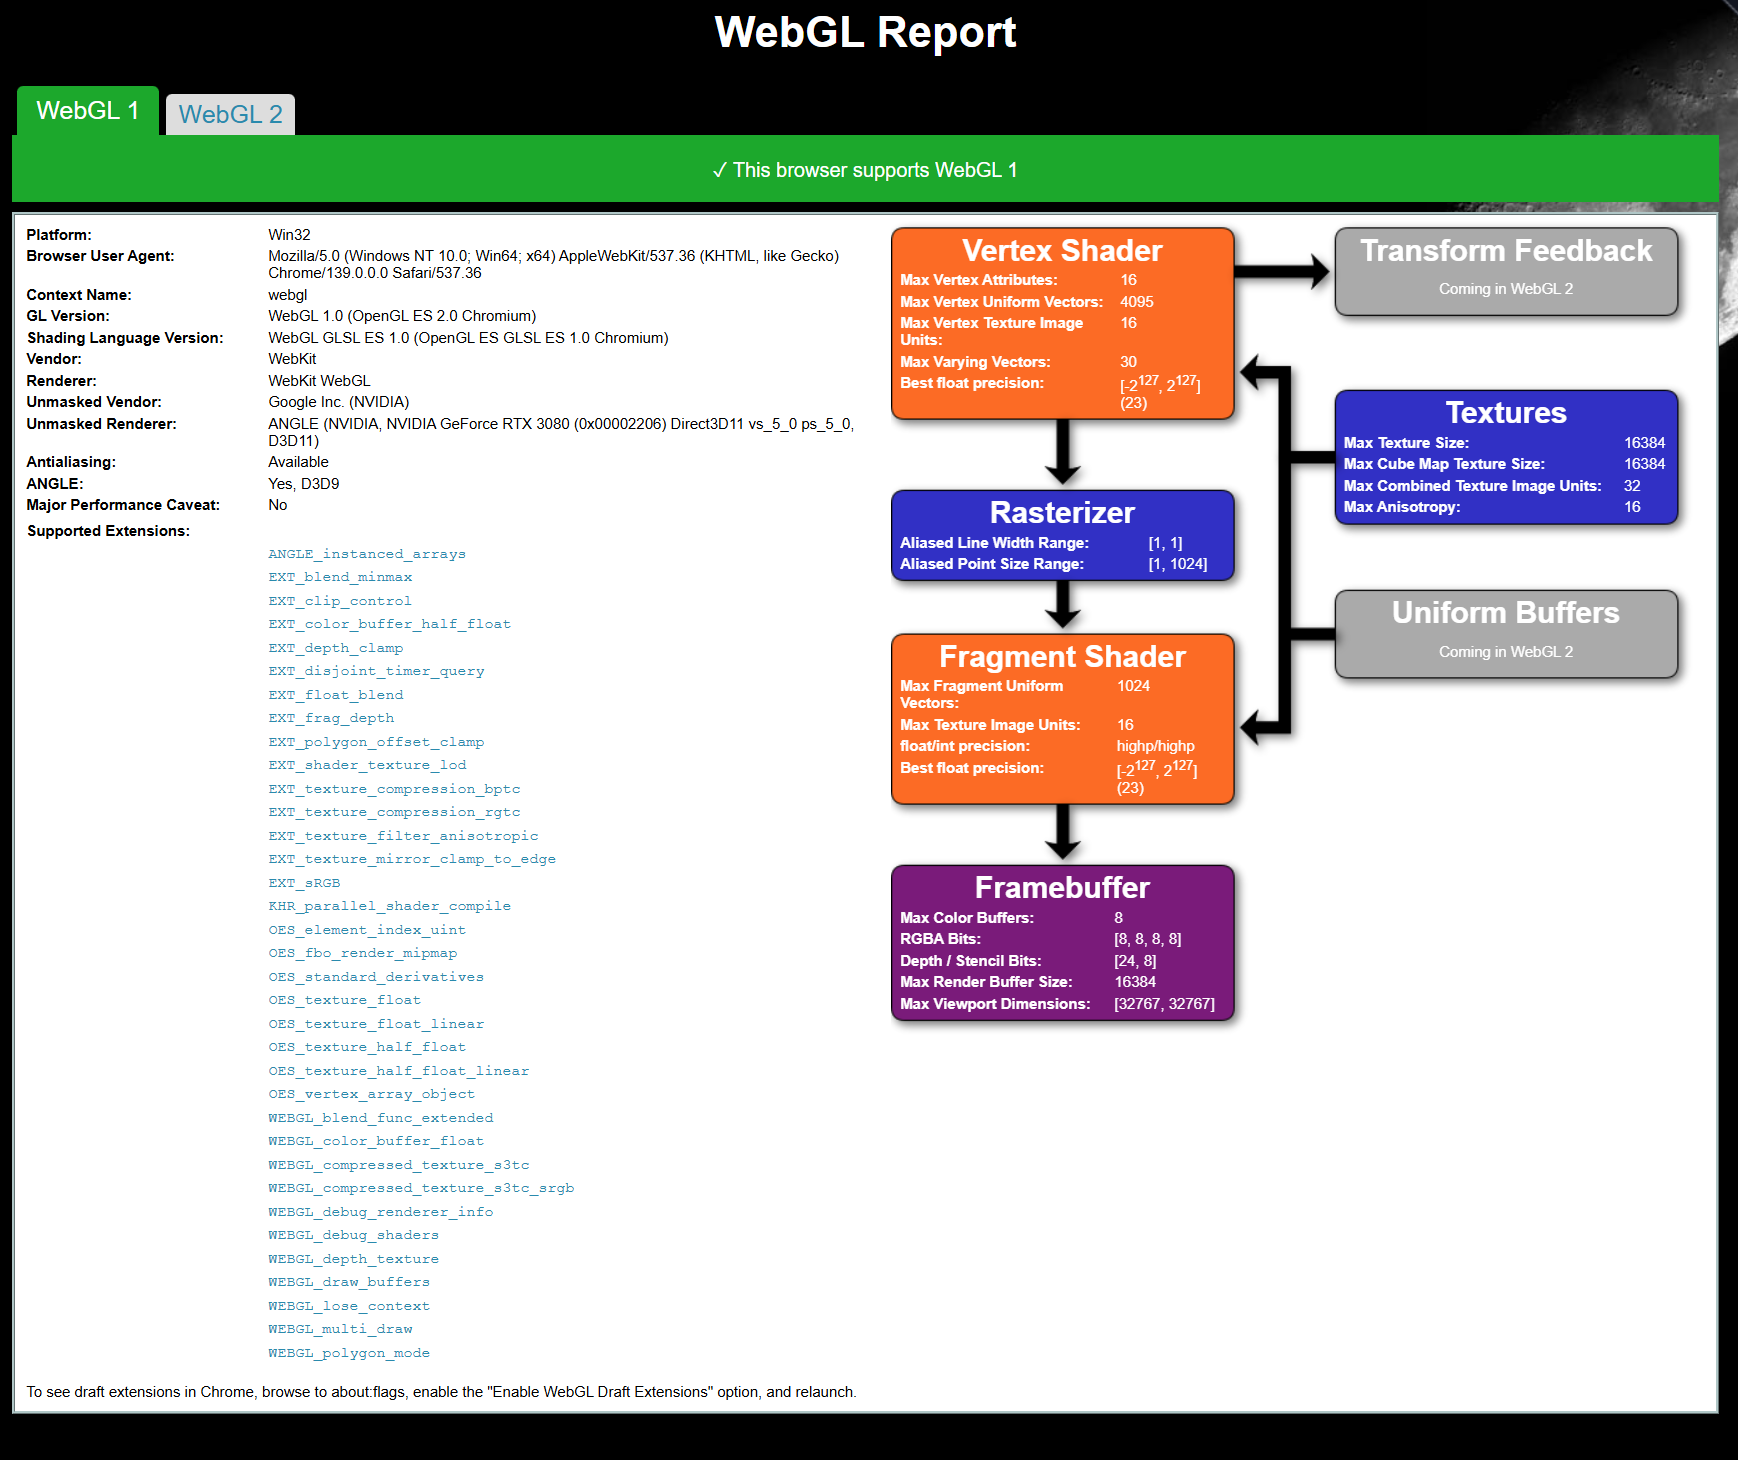 WebGL Report
WebGL 1
WebGL 2
✓ This browser supports WebGL 1
Platform: Win32
Browser User Agent: Mozilla/5.0 (Windows NT 10.0; Win64; x64) AppleWebKit/537.36 (KHTML, like Gecko)
Chrome/139.0.0.0 Safari/537.36
Context Name: webgl
GL Version: WebGL 1.0 (OpenGL ES 2.0 Chromium)
Shading Language Version: WebGL GLSL ES 1.0 (OpenGL ES GLSL ES 1.0 Chromium)
Vendor: WebKit
Renderer: WebKit WebGL
Unmasked Vendor: Google Inc. (NVIDIA)
Unmasked Renderer: ANGLE (NVIDIA, NVIDIA GeForce RTX 3080 (0x00002206) Direct3D11 vs_5_0 ps_5_0,
D3D11)
Antialiasing: Available
ANGLE: Yes, D3D9
Major Performance Caveat: No
Supported Extensions:
ANGLE_instanced_arrays
EXT_blend_minmax
EXT_clip_control
EXT_color_buffer_half_float
EXT_depth_clamp
EXT_disjoint_timer_query
EXT_float_blend
EXT_frag_depth
EXT_polygon_offset_clamp
EXT_shader_texture_lod
EXT_texture_compression_bptc
EXT_texture_compression_rgtc
EXT_texture_filter_anisotropic
EXT_texture_mirror_clamp_to_edge
EXT_sRGB
KHR_parallel_shader_compile
OES_element_index_uint
OES_fbo_render_mipmap
OES_standard_derivatives
OES_texture_float
OES_texture_float_linear
OES_texture_half_float
OES_texture_half_float_linear
OES_vertex_array_object
WEBGL_blend_func_extended
WEBGL_color_buffer_float
WEBGL_compressed_texture_s3tc
WEBGL_compressed_texture_s3tc_srgb
WEBGL_debug_renderer_info
WEBGL_debug_shaders
WEBGL_depth_texture
WEBGL_draw_buffers
WEBGL_lose_context
WEBGL_multi_draw
WEBGL_polygon_mode
To see draft extensions in Chrome, browse to about:flags, enable the "Enable WebGL Draft Extensions" option, and relaunch.
Vertex Shader
Max Vertex Attributes: 16
Max Vertex Uniform Vectors: 4095
Max Vertex Texture Image 16
Units:
Max Varying Vectors: 30
Best float precision: [-2^127, 2^127]
(23)
Transform Feedback
Coming in WebGL 2
Textures
Max Texture Size: 16384
Max Cube Map Texture Size: 16384
Max Combined Texture Image Units: 32
Max Anisotropy: 16
Rasterizer
Aliased Line Width Range: [1, 1]
Aliased Point Size Range: [1, 1024]
Uniform Buffers
Coming in WebGL 2
Fragment Shader
Max Fragment Uniform 1024
Vectors:
Max Texture Image Units: 16
float/int precision: highp/highp
Best float precision: [-2^127, 2^127]
(23)
Framebuffer
Max Color Buffers: 8
RGBA Bits: [8, 8, 8, 8]
Depth / Stencil Bits: [24, 8]
Max Render Buffer Size: 16384
Max Viewport Dimensions: [32767, 32767]